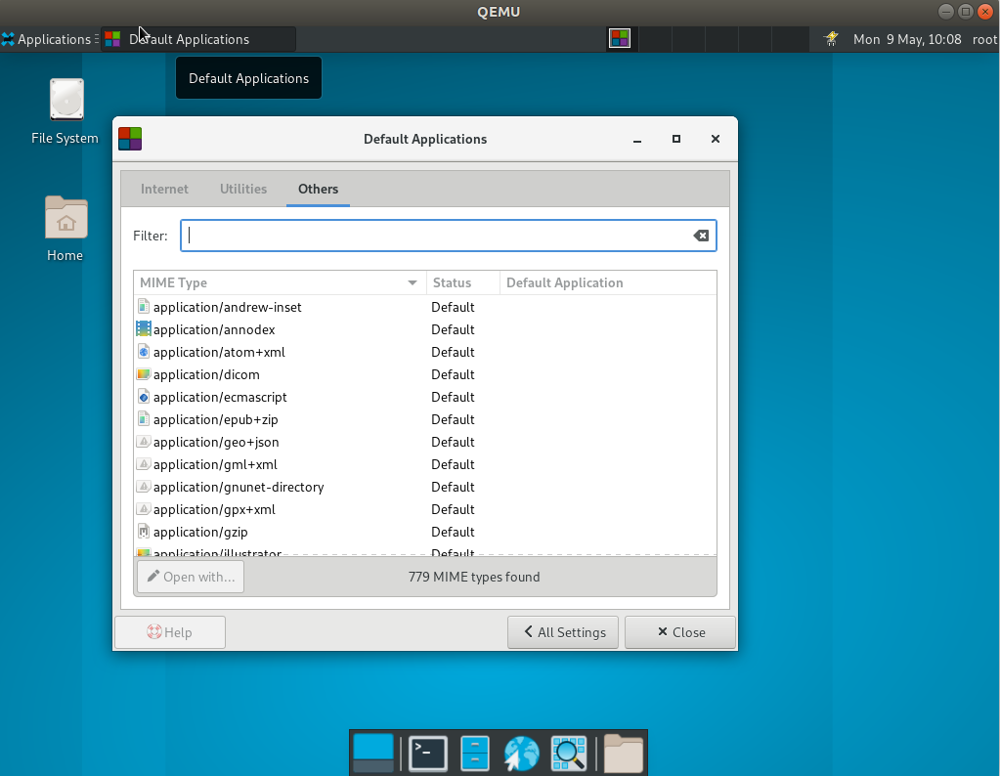 QEMU
Applications
Default Applications
Mon 9 May, 10:08
root
Default Applications
File System
Home
Default Applications
Internet
Utilities
Others
Filter:
MIME Type
Status
Default Application
application/andrew-inset
Default
application/annodex
Default
application/atom+xml
Default
application/dicom
Default
application/ecmascript
Default
application/epub+zip
Default
application/geo+json
Default
application/gml+xml
Default
application/gnunet-directory
Default
application/gpx+xml
Default
application/gzip
Default
application/illustrator
Default
Open with...
779 MIME types found
Help
All Settings
Close